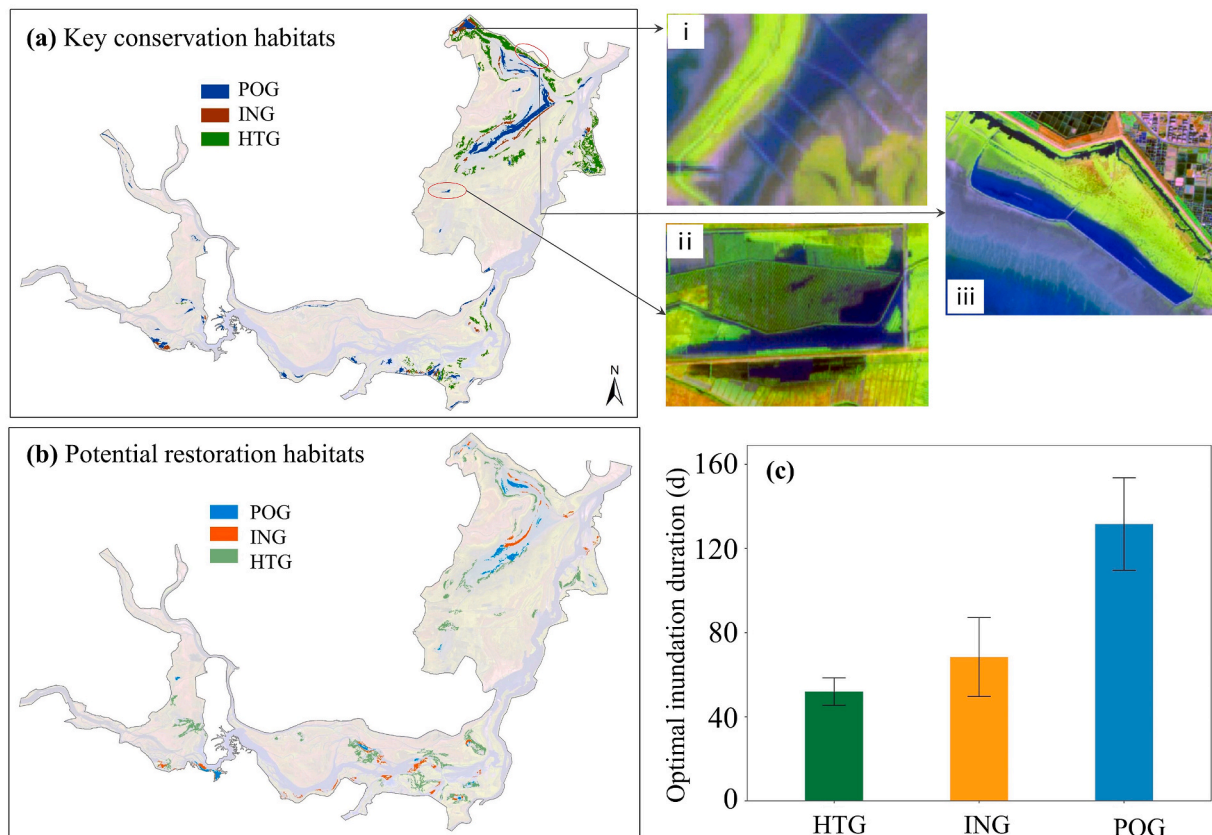 (a) Key conservation habitats
POG
ING
HTG
N
i
ii
iii
(b) Potential restoration habitats
POG
ING
HTG
(c)
Optimal inundation duration (d)
160
120
80
40
0
HTG ING POG